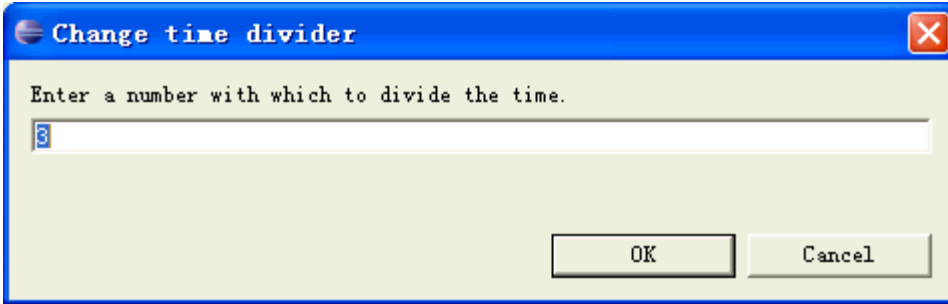 Change time divider
Enter a number with which to divide the time.
3
OK
Cancel